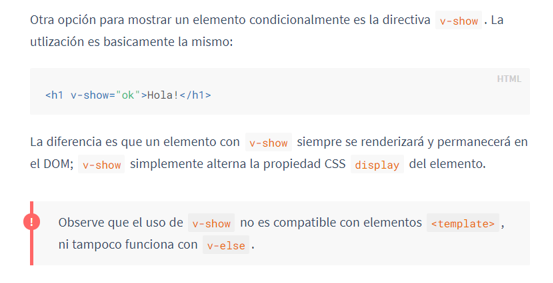 Otra opción para mostrar un elemento condicionalmente es la directiva v-show . La
utlización es basicamente la mismo:
HTML
<h1 v-show="ok">Hola!</h1>
La diferencia es que un elemento con v-show siempre se renderizará y permanecerá en
el DOM; v-show simplemente alterna la propiedad CSS display del elemento.
!
Observe que el uso de v-show no es compatible con elementos <template> ,
ni tampoco funciona con v-else .